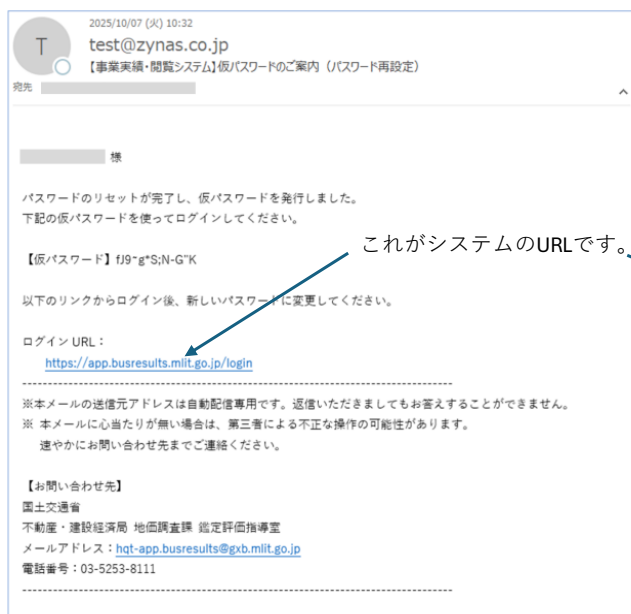 2025/10/07 (火) 10:32
T
test@zynas.co.jp
【事業実績・閲覧システム】仮パスワードのご案内（パスワード再設定）
宛先
様
パスワードのリセットが完了し、仮パスワードを発行しました。
下記の仮パスワードを使ってログインしてください。
これがシステムのURLです。
【仮パスワード】fJ9~g*S;N-G"K
以下のリンクからログイン後、新しいパスワードに変更してください。
ログイン URL：
https://app.busresults.mlit.go.jp/login
------------------------------------------------------------------------------------
※本メールの送信元アドレスは自動配信専用です。返信いただきましてもお答えすることができません。
※ 本メールに心当たりが無い場合は、第三者による不正な操作の可能性があります。
速やかにお問い合わせ先までご連絡ください。
【お問い合わせ先】
国土交通省
不動産・建設経済局 地価調査課 鑑定評価指導室
メールアドレス：hqt-app.busresults@gxb.mlit.go.jp
電話番号：03-5253-8111
------------------------------------------------------------------------------------